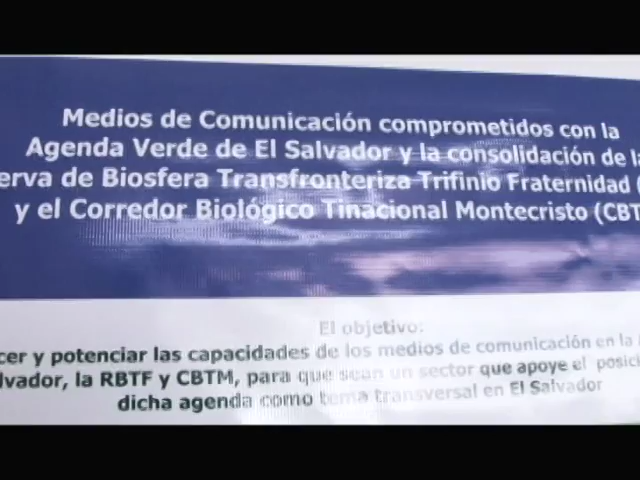 Medios de Comunicación comprometidos con la
Agenda Verde de El Salvador y la consolidación de la
erva de Biosfera Transfronteriza Trifinio Fraternidad (
y el Corredor Biológico Tinacional Montecristo (CBT
El objetivo:
cer y potenciar las capacidades de los medios de comunicación en la
lvador, la RBTF y CBTM, para que sean un sector que apoye el posici
dicha agenda como tema transversal en El Salvador